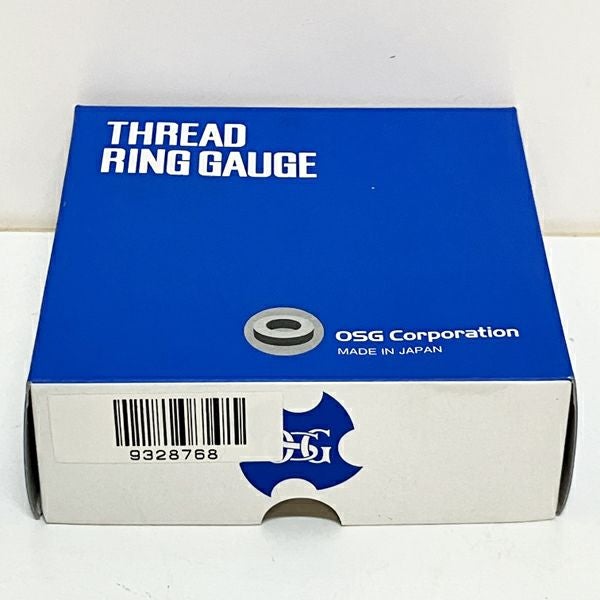 THREAD
RING GAUGE
OSG Corporation
MADE IN JAPAN
9328768
OSG